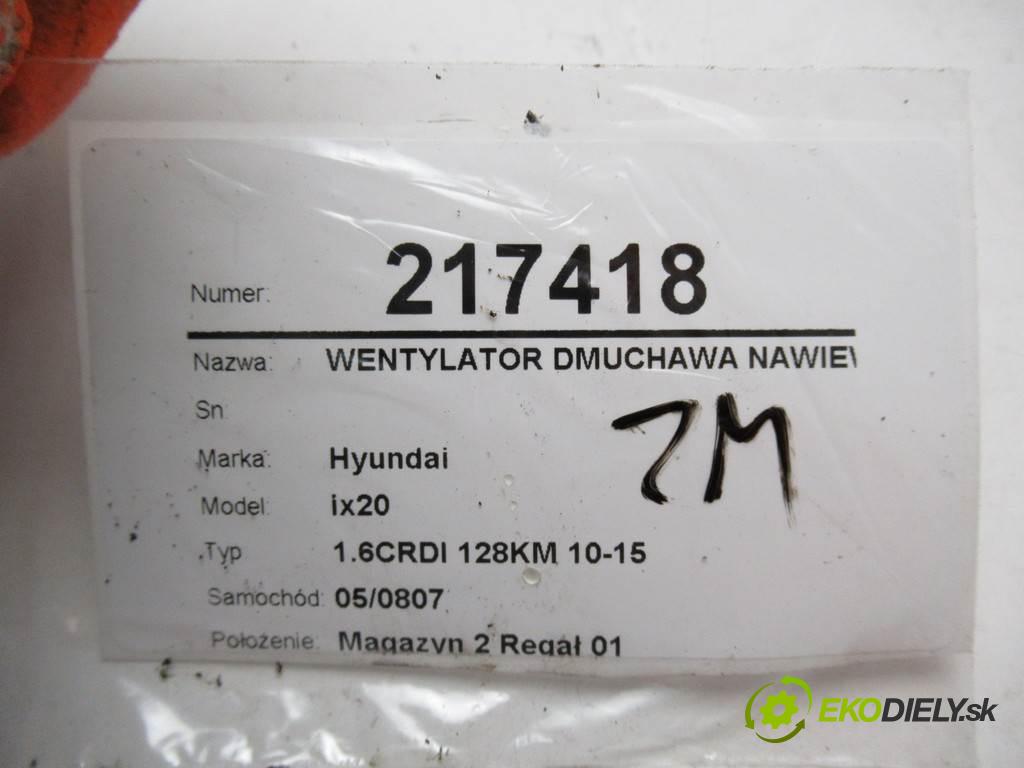 Numer: 217418
Nazwa: WENTYLATOR DMUCHAWA NAWIEW
Sn:
ZM
Marka: Hyundai
Model: ix20
Typ 1.6CRDI 128KM 10-15
Samochód: 05/0807
Położenie: Magazyn 2 Regał 01
EKODIELY.sk